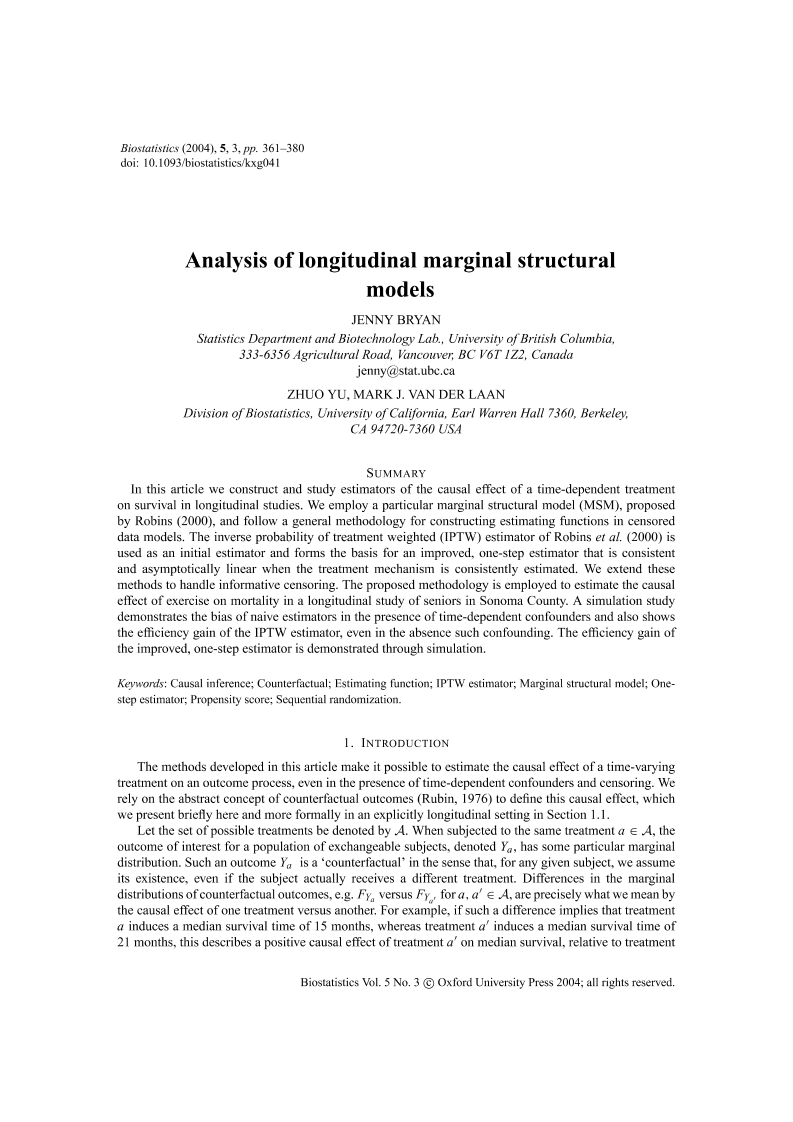 Biostatistics (2004), 5, 3, pp. 361–380
doi: 10.1093/biostatistics/kxg041
Analysis of longitudinal marginal structural
models
JENNY BRYAN
Statistics Department and Biotechnology Lab., University of British Columbia,
333-6356 Agricultural Road, Vancouver, BC V6T 1Z2, Canada
jenny@stat.ubc.ca
ZHUO YU, MARK J. VAN DER LAAN
Division of Biostatistics, University of California, Earl Warren Hall 7360, Berkeley,
CA 94720-7360 USA
SUMMARY
In this article we construct and study estimators of the causal effect of a time-dependent treatment
on survival in longitudinal studies. We employ a particular marginal structural model (MSM), proposed
by Robins (2000), and follow a general methodology for constructing estimating functions in censored
data models. The inverse probability of treatment weighted (IPTW) estimator of Robins et al. (2000) is
used as an initial estimator and forms the basis for an improved, one-step estimator that is consistent
and asymptotically linear when the treatment mechanism is consistently estimated. We extend these
methods to handle informative censoring. The proposed methodology is employed to estimate the causal
effect of exercise on mortality in a longitudinal study of seniors in Sonoma County. A simulation study
demonstrates the bias of naive estimators in the presence of time-dependent confounders and also shows
the efficiency gain of the IPTW estimator, even in the absence such confounding. The efficiency gain of
the improved, one-step estimator is demonstrated through simulation.
Keywords: Causal inference; Counterfactual; Estimating function; IPTW estimator; Marginal structural model; One-
step estimator; Propensity score; Sequential randomization.
1. INTRODUCTION
The methods developed in this article make it possible to estimate the causal effect of a time-varying
treatment on an outcome process, even in the presence of time-dependent confounders and censoring. We
rely on the abstract concept of counterfactual outcomes (Rubin, 1976) to define this causal effect, which
we present briefly here and more formally in an explicitly longitudinal setting in Section 1.1.
Let the set of possible treatments be denoted by 𝒜. When subjected to the same treatment a ∈ 𝒜, the
outcome of interest for a population of exchangeable subjects, denoted Yₐ, has some particular marginal
distribution. Such an outcome Yₐ is a ‘counterfactual’ in the sense that, for any given subject, we assume
its existence, even if the subject actually receives a different treatment. Differences in the marginal
distributions of counterfactual outcomes, e.g. F_{Y_a} versus F_{Y_{a′}} for a, a′ ∈ 𝒜, are precisely what we mean by
the causal effect of one treatment versus another. For example, if such a difference implies that treatment
a induces a median survival time of 15 months, whereas treatment a′ induces a median survival time of
21 months, this describes a positive causal effect of treatment a′ on median survival, relative to treatment
Biostatistics Vol. 5 No. 3 © Oxford University Press 2004; all rights reserved.